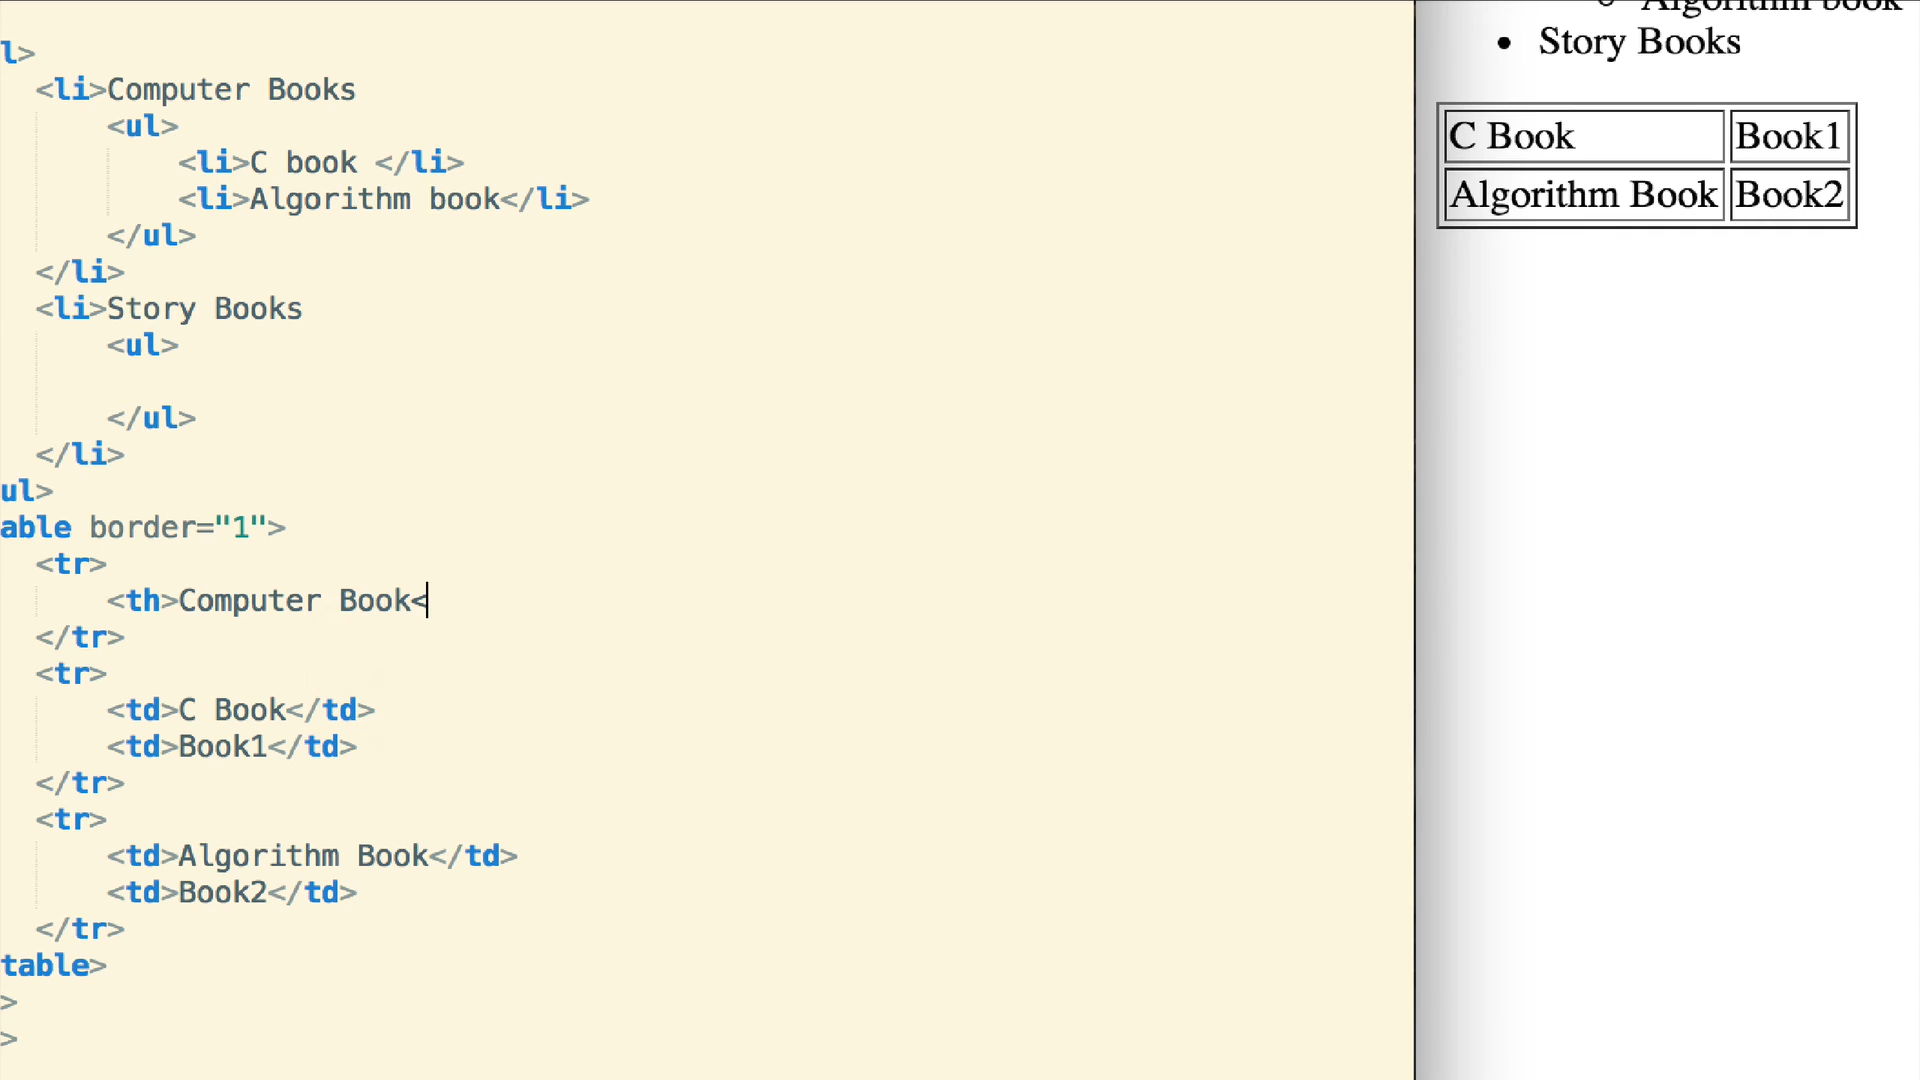 l>
<li>Computer Books
<ul>
<li>C book </li>
<li>Algorithm book</li>
</ul>
</li>
<li>Story Books
<ul>
</ul>
</li>
ul>
able border="1">
<tr>
<th>Computer Book<
</tr>
<tr>
<td>C Book</td>
<td>Book1</td>
</tr>
<tr>
<td>Algorithm Book</td>
<td>Book2</td>
</tr>
table>
>
>
Algorithm book
Story Books
C Book Book1
Algorithm Book Book2